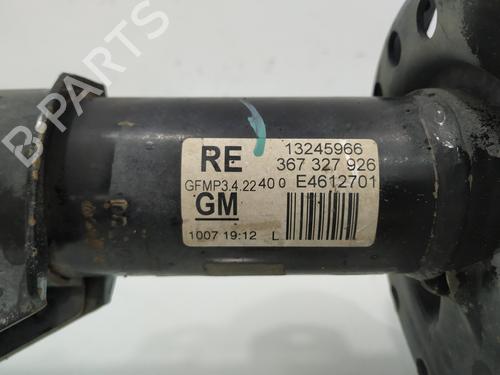 RE 13245966
367 327 926
GFMP3.4.22 40 0 E4612701
GM
1007 19:12 L
B-PARTS